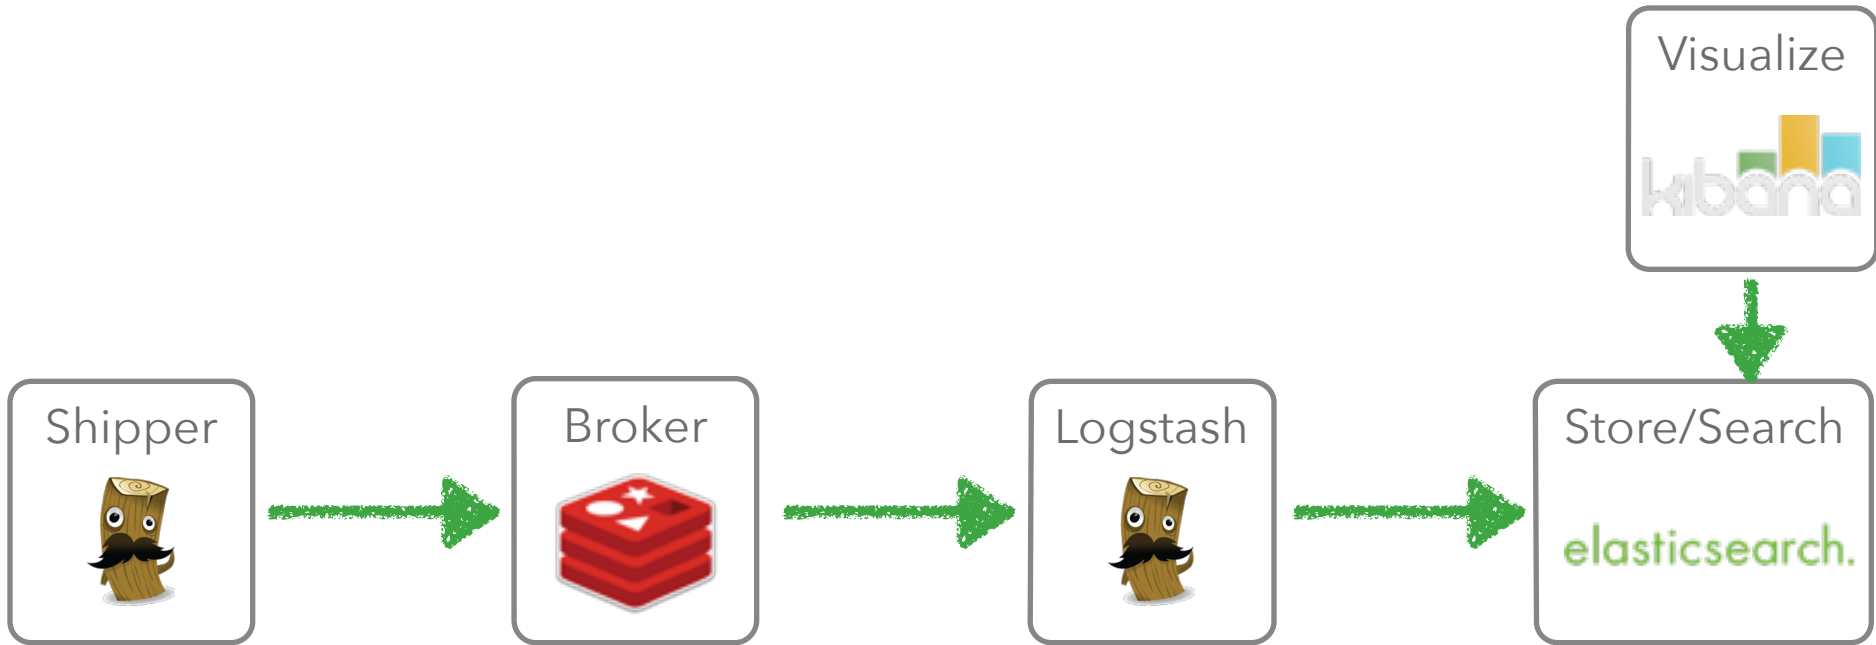 Visualize
kibana
Shipper
Broker
Logstash
Store/Search
elasticsearch.